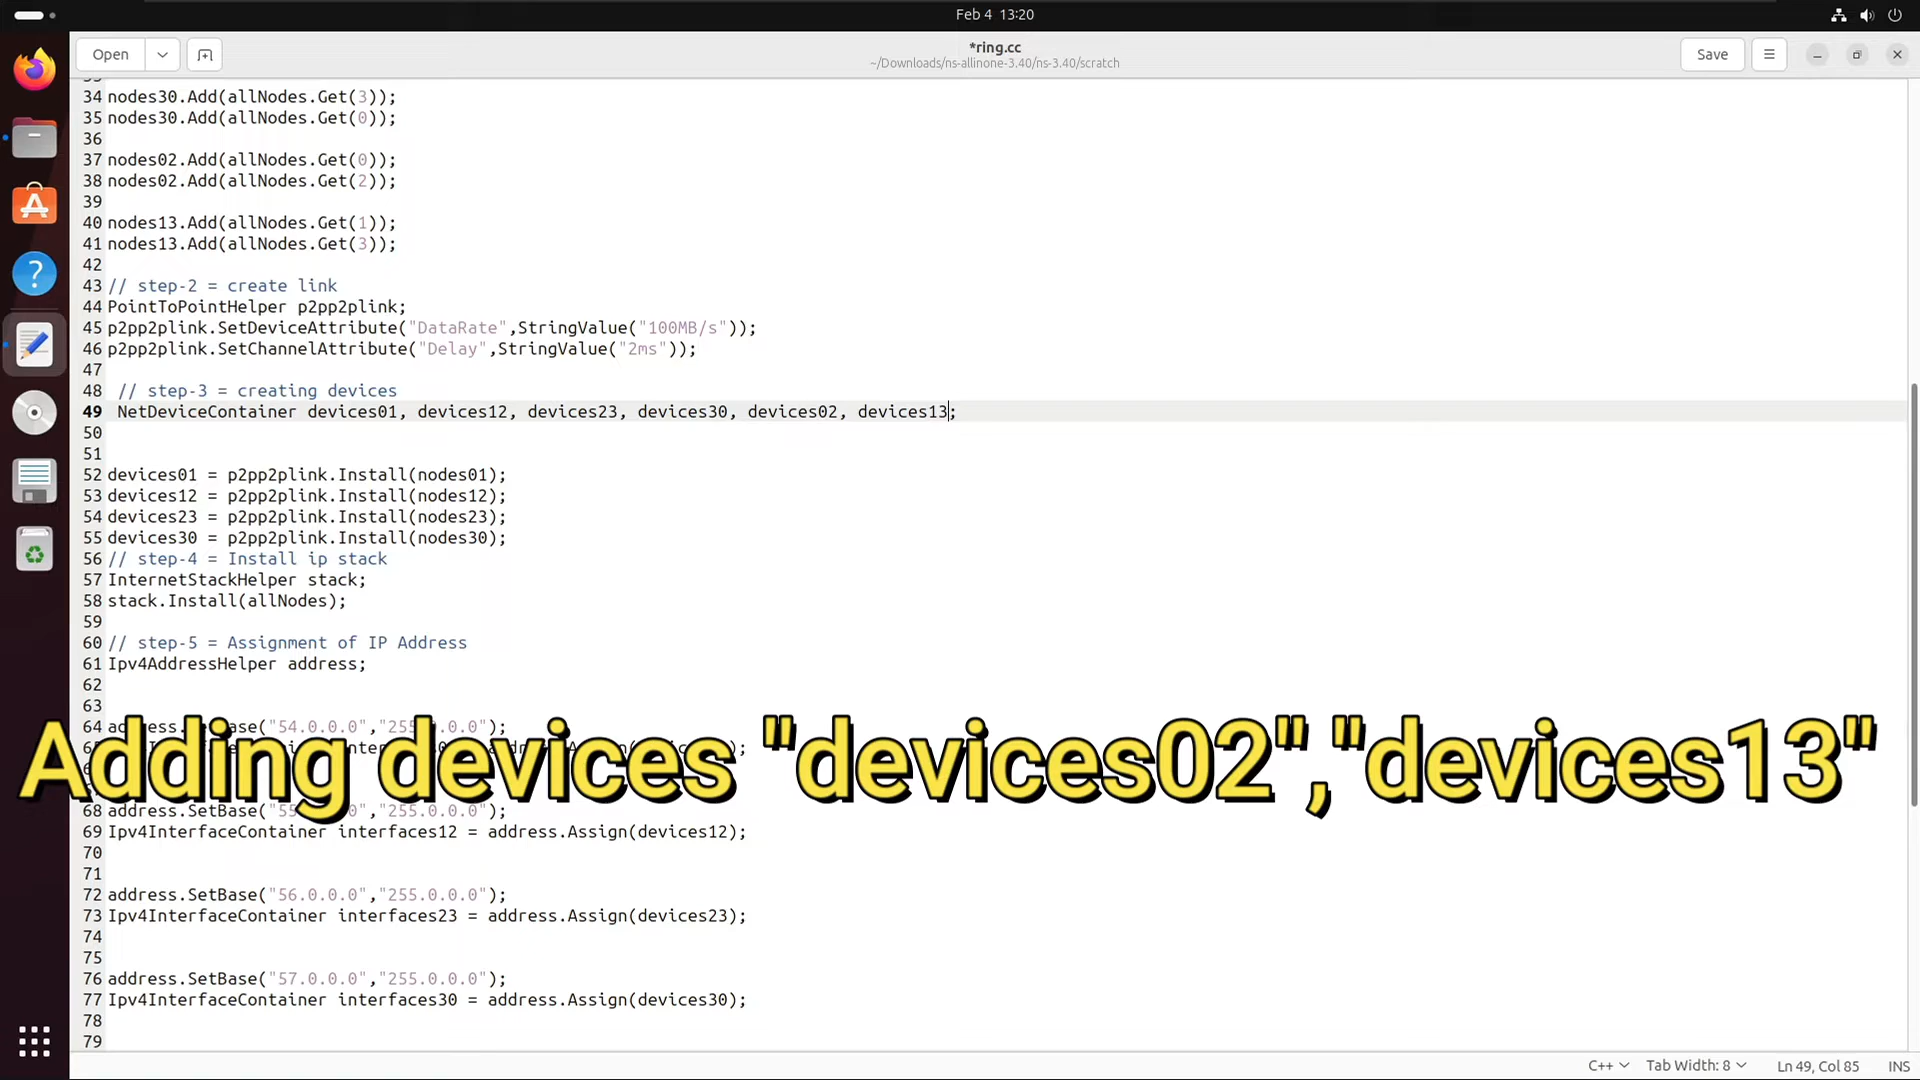 Feb 4 13:20
Open
*ring.cc
~/Downloads/ns-allinone-3.40/ns-3.40/scratch
Save
34 nodes30.Add(allNodes.Get(3));
35 nodes30.Add(allNodes.Get(0));
36
37 nodes02.Add(allNodes.Get(0));
38 nodes02.Add(allNodes.Get(2));
39
40 nodes13.Add(allNodes.Get(1));
41 nodes13.Add(allNodes.Get(3));
42
43 // step-2 = create link
44 PointToPointHelper p2pp2plink;
45 p2pp2plink.SetDeviceAttribute("DataRate",StringValue("100MB/s"));
46 p2pp2plink.SetChannelAttribute("Delay",StringValue("2ms"));
47
48 // step-3 = creating devices
49 NetDeviceContainer devices01, devices12, devices23, devices30, devices02, devices13;
50
51
52 devices01 = p2pp2plink.Install(nodes01);
53 devices12 = p2pp2plink.Install(nodes12);
54 devices23 = p2pp2plink.Install(nodes23);
55 devices30 = p2pp2plink.Install(nodes30);
56 // step-4 = Install ip stack
57 InternetStackHelper stack;
58 stack.Install(allNodes);
59
60 // step-5 = Assignment of IP Address
61 Ipv4AddressHelper address;
62
63
64 address.SetBase("54.0.0.0","255.0.0.0");
Adding devices "devices02","devices13"
68
69 Ipv4InterfaceContainer interfaces12 = address.Assign(devices12);
70
71
72 address.SetBase("56.0.0.0","255.0.0.0");
73 Ipv4InterfaceContainer interfaces23 = address.Assign(devices23);
74
75
76 address.SetBase("57.0.0.0","255.0.0.0");
77 Ipv4InterfaceContainer interfaces30 = address.Assign(devices30);
78
79
C++ Tab Width: 8 Ln 49, Col 85 INS